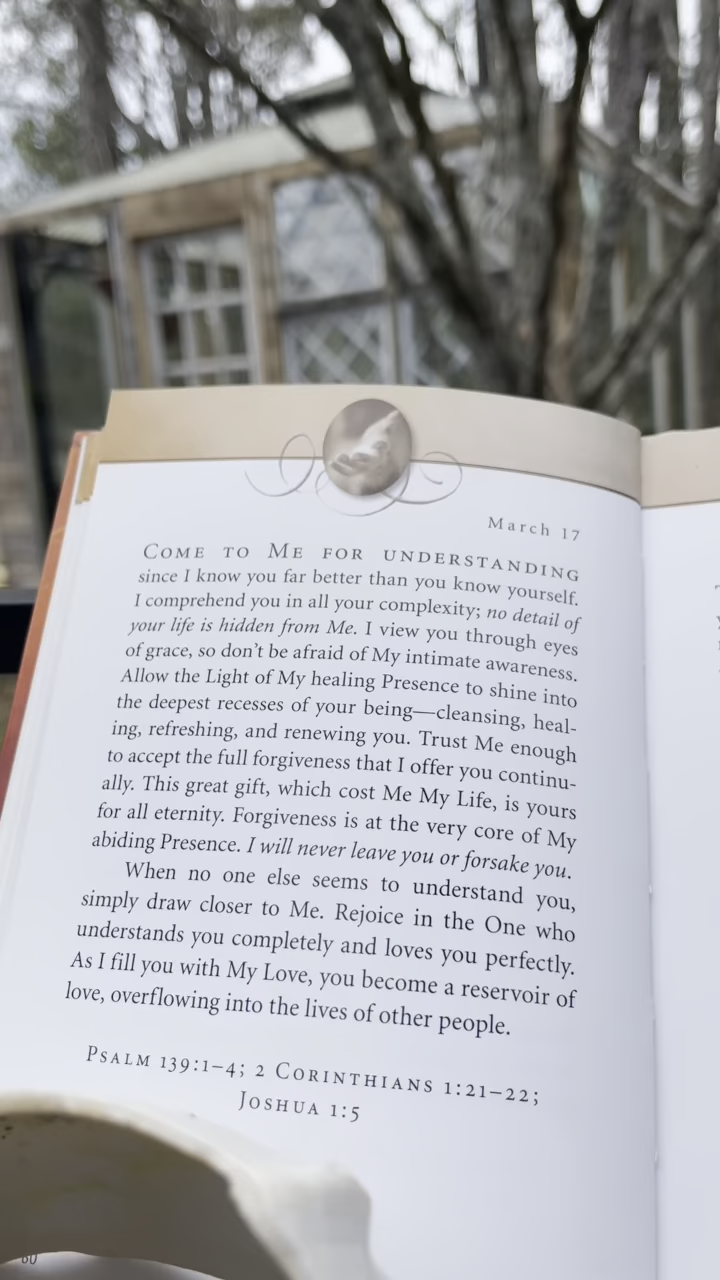 March 17
COME TO ME FOR UNDERSTANDING
since I know you far better than you know yourself.
I comprehend you in all your complexity; no detail of
your life is hidden from Me. I view you through eyes
of grace, so don't be afraid of My intimate awareness.
Allow the Light of My healing Presence to shine into
the deepest recesses of your being—cleansing, heal-
ing, refreshing, and renewing you. Trust Me enough
to accept the full forgiveness that I offer you continu-
ally. This great gift, which cost Me My Life, is yours
for all eternity. Forgiveness is at the very core of My
abiding Presence. I will never leave you or forsake you.
When no one else seems to understand you,
simply draw closer to Me. Rejoice in the One who
understands you completely and loves you perfectly.
As I fill you with My Love, you become a reservoir of
love, overflowing into the lives of other people.
PSALM 139:1–4; 2 CORINTHIANS 1:21–22;
JOSHUA 1:5